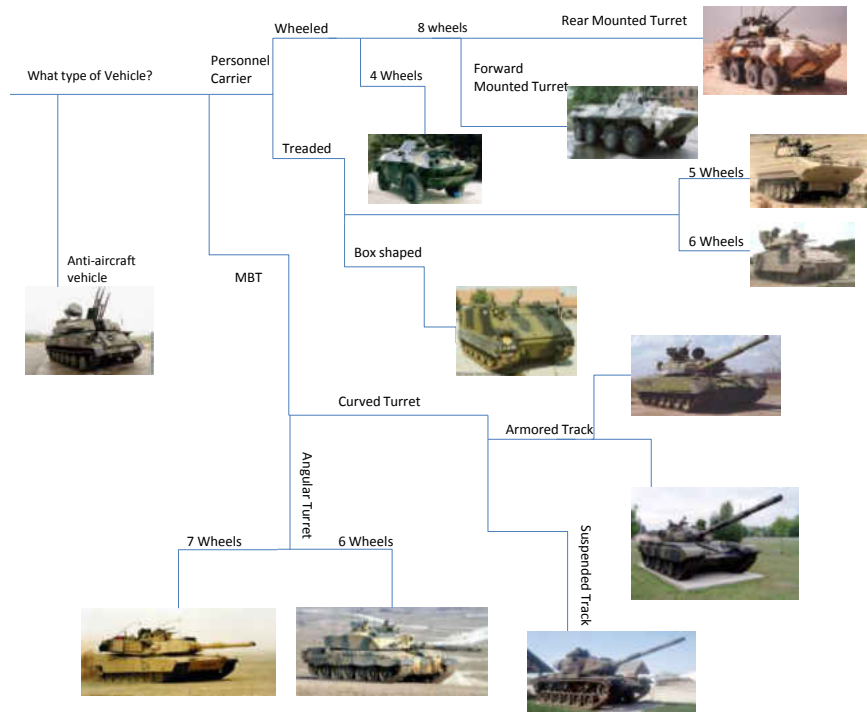 Wheeled
8 wheels
Rear Mounted Turret
What type of Vehicle?
Personnel
Carrier
4 Wheels
Forward
Mounted Turret
Treaded
5 Wheels
6 Wheels
Box shaped
Anti-aircraft
vehicle
MBT
Curved Turret
Armored Track
Angular Turret
7 Wheels
6 Wheels
Suspended Track